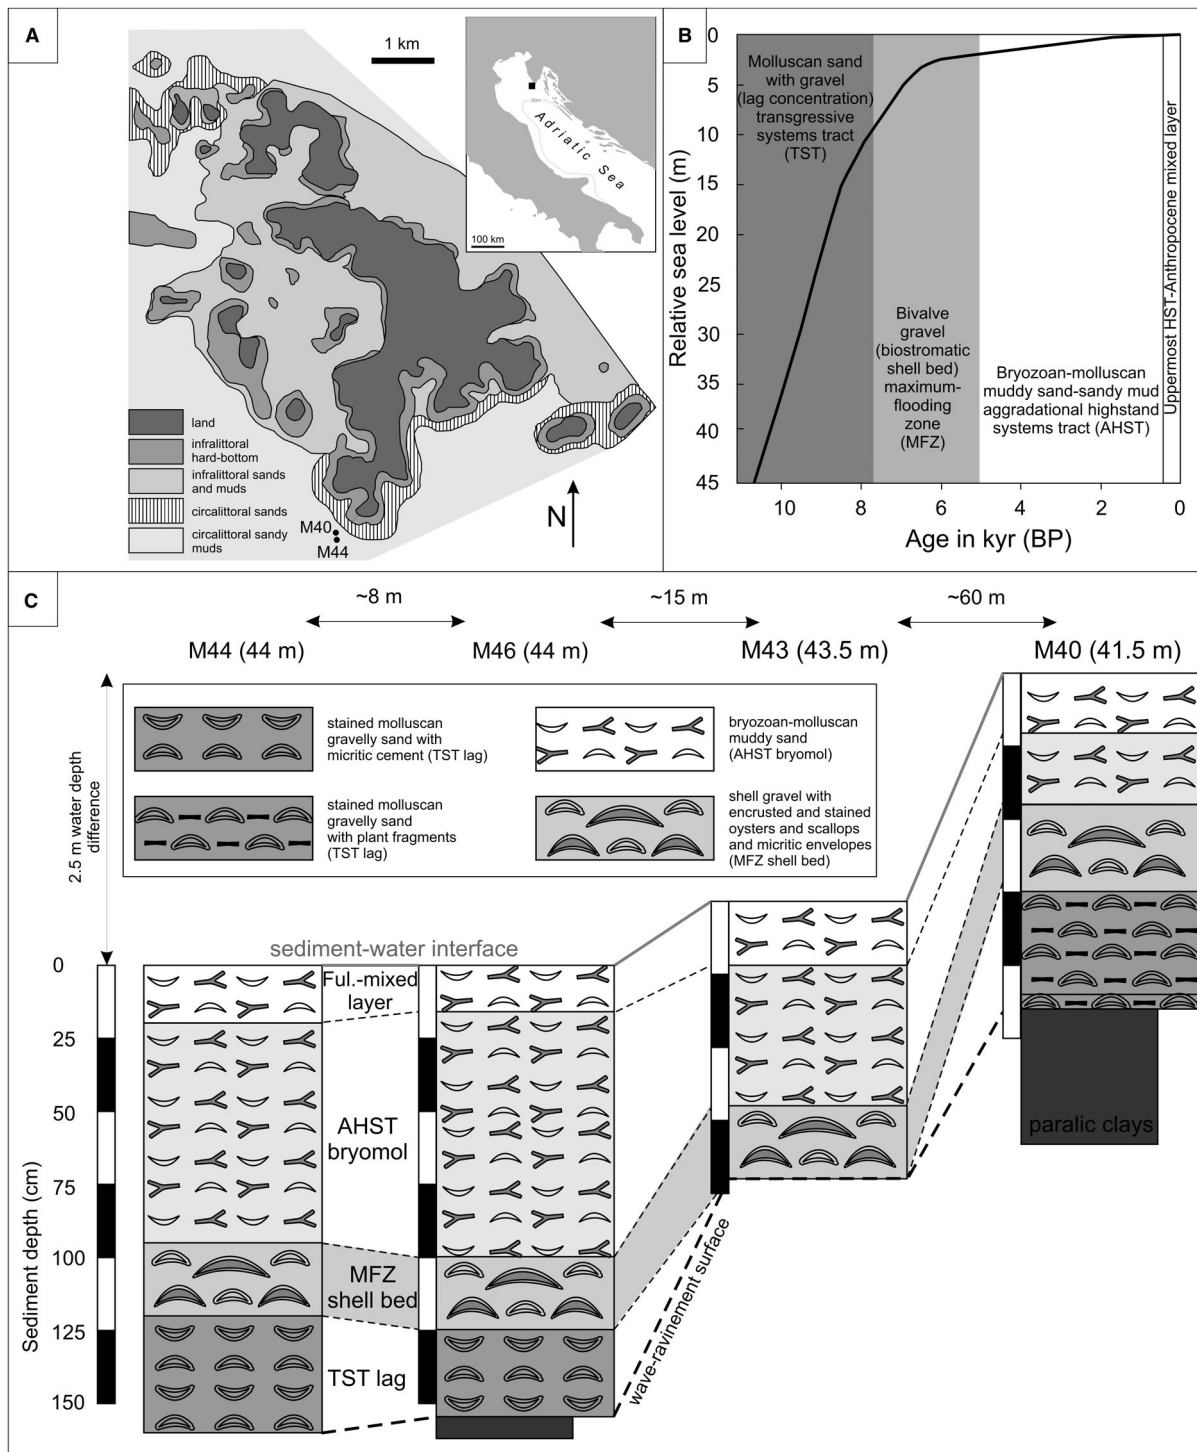 A
1 km
Adriatic Sea
100 km
land
infralittoral
hard-bottom
infralittoral sands
and muds
circalittoral sands
circalittoral sandy
muds
M40
M44
N
B
Relative sea level (m)
0
5
10
15
20
25
30
35
40
45
Molluscan sand
with gravel
(lag concentration)
transgressive
systems tract
(TST)
Bivalve
gravel
(biostromatic
shell bed)
maximum-
flooding
zone
(MFZ)
Bryozoan-molluscan
muddy sand-sandy mud
aggradational highstand
systems tract (AHST)
Uppermost HST-Anthropocene mixed layer
10 8 6 4 2 0
Age in kyr (BP)
C
~8 m
~15 m
~60 m
M44 (44 m)
M46 (44 m)
M43 (43.5 m)
M40 (41.5 m)
2.5 m water depth
difference
stained molluscan
gravelly sand with
micritic cement (TST lag)
stained molluscan
gravelly sand
with plant fragments
(TST lag)
bryozoan-molluscan
muddy sand
(AHST bryomol)
shell gravel with
encrusted and stained
oysters and scallops
and micritic envelopes
(MFZ shell bed)
sediment-water interface
Sediment depth (cm)
0
25
50
75
100
125
150
Ful.-mixed
layer
AHST
bryomol
MFZ
shell bed
TST lag
wave-ravinement surface
paralic clays